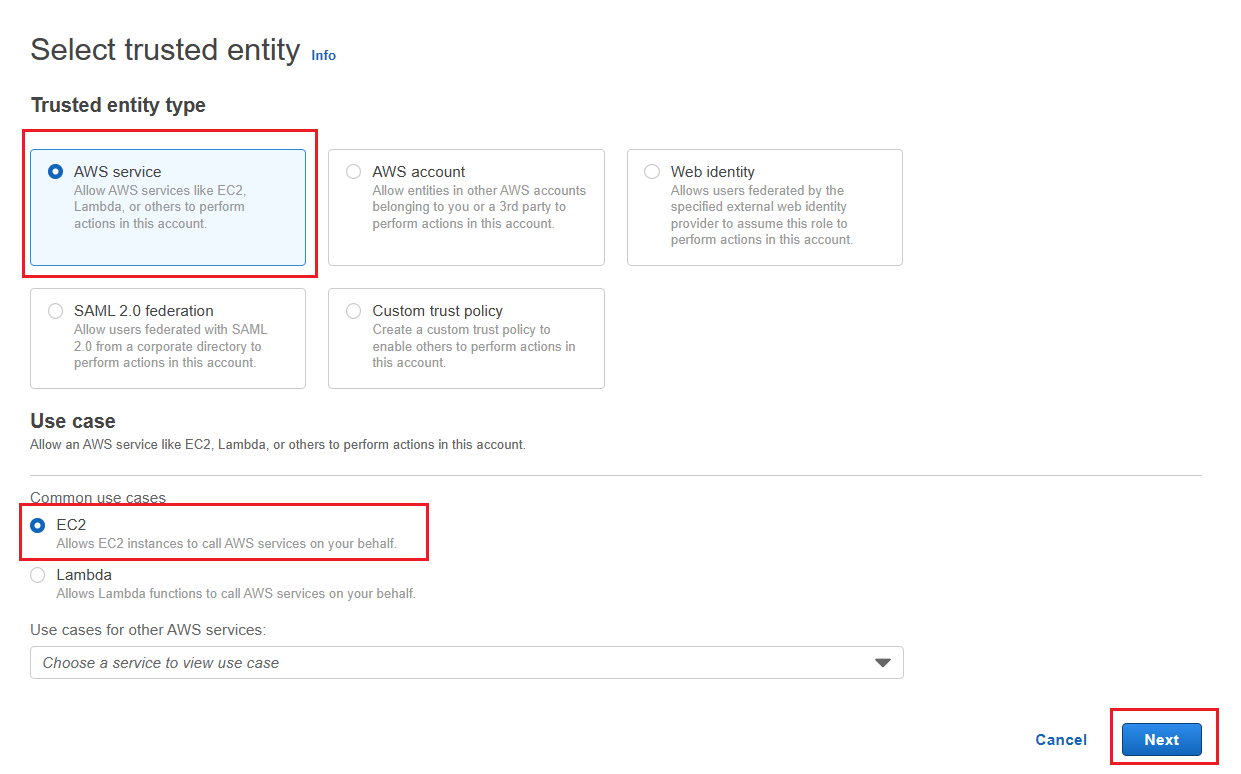 Select trusted entity Info
Trusted entity type
AWS service
Allow AWS services like EC2,
Lambda, or others to perform
actions in this account.
AWS account
Allow entities in other AWS accounts
belonging to you or a 3rd party to
perform actions in this account.
Web identity
Allows users federated by the
specified external web identity
provider to assume this role to
perform actions in this account.
SAML 2.0 federation
Allow users federated with SAML
2.0 from a corporate directory to
perform actions in this account.
Custom trust policy
Create a custom trust policy to
enable others to perform actions in
this account.
Use case
Allow an AWS service like EC2, Lambda, or others to perform actions in this account.
Common use cases
EC2
Allows EC2 instances to call AWS services on your behalf.
Lambda
Allows Lambda functions to call AWS services on your behalf.
Use cases for other AWS services:
Choose a service to view use case
Cancel Next